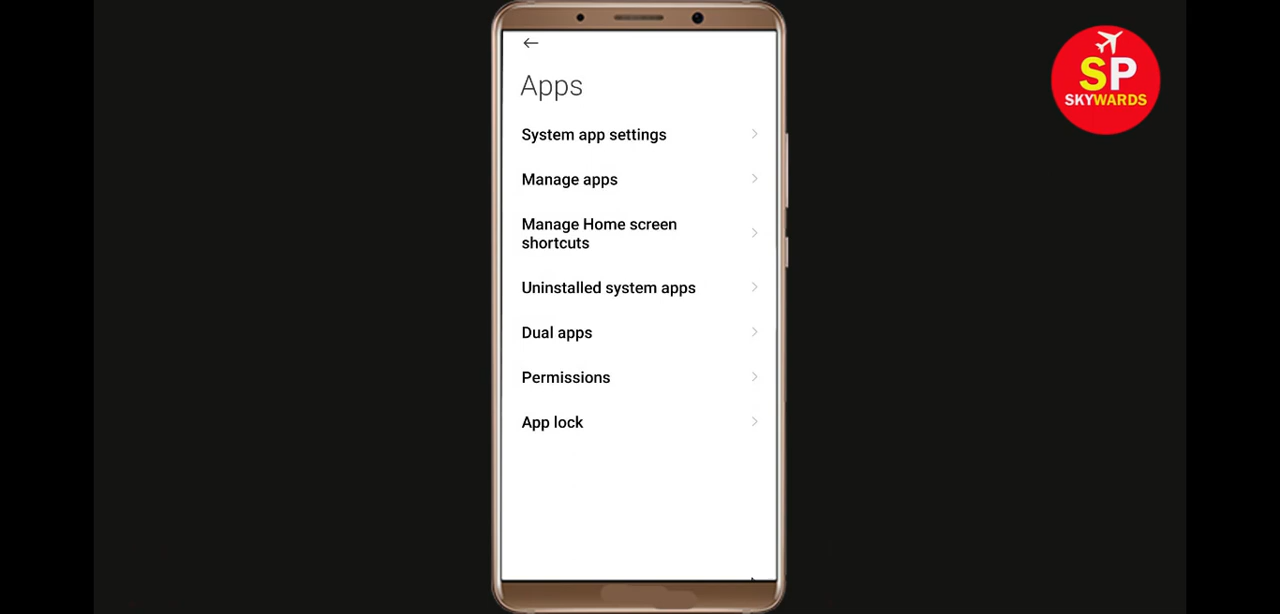 SP
SKYWARDS
Apps
System app settings
Manage apps
Manage Home screen
shortcuts
Uninstalled system apps
Dual apps
Permissions
App lock